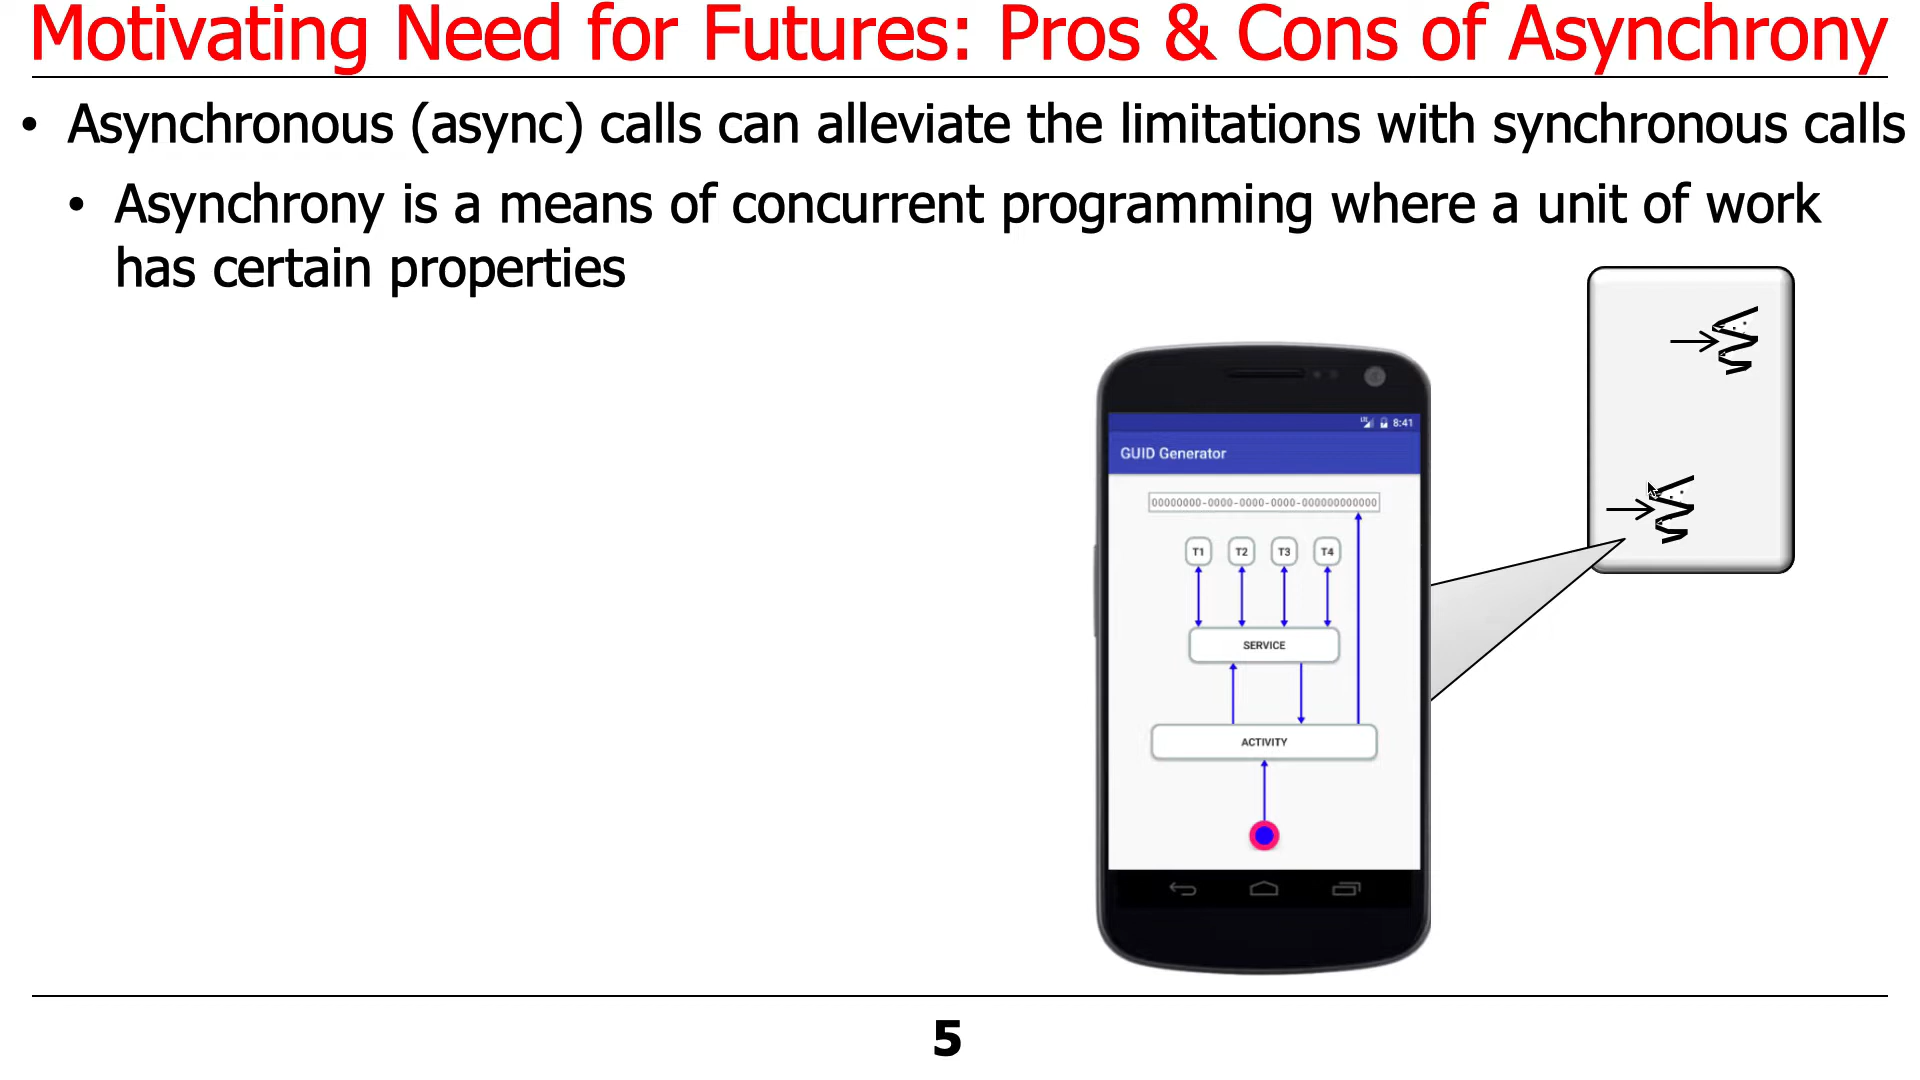 Motivating Need for Futures: Pros & Cons of Asynchrony
• Asynchronous (async) calls can alleviate the limitations with synchronous calls
• Asynchrony is a means of concurrent programming where a unit of work
has certain properties
LTE 8:41
GUID Generator
00000000-0000-0000-0000-000000000000
T1 T2 T3 T4
SERVICE
ACTIVITY
5